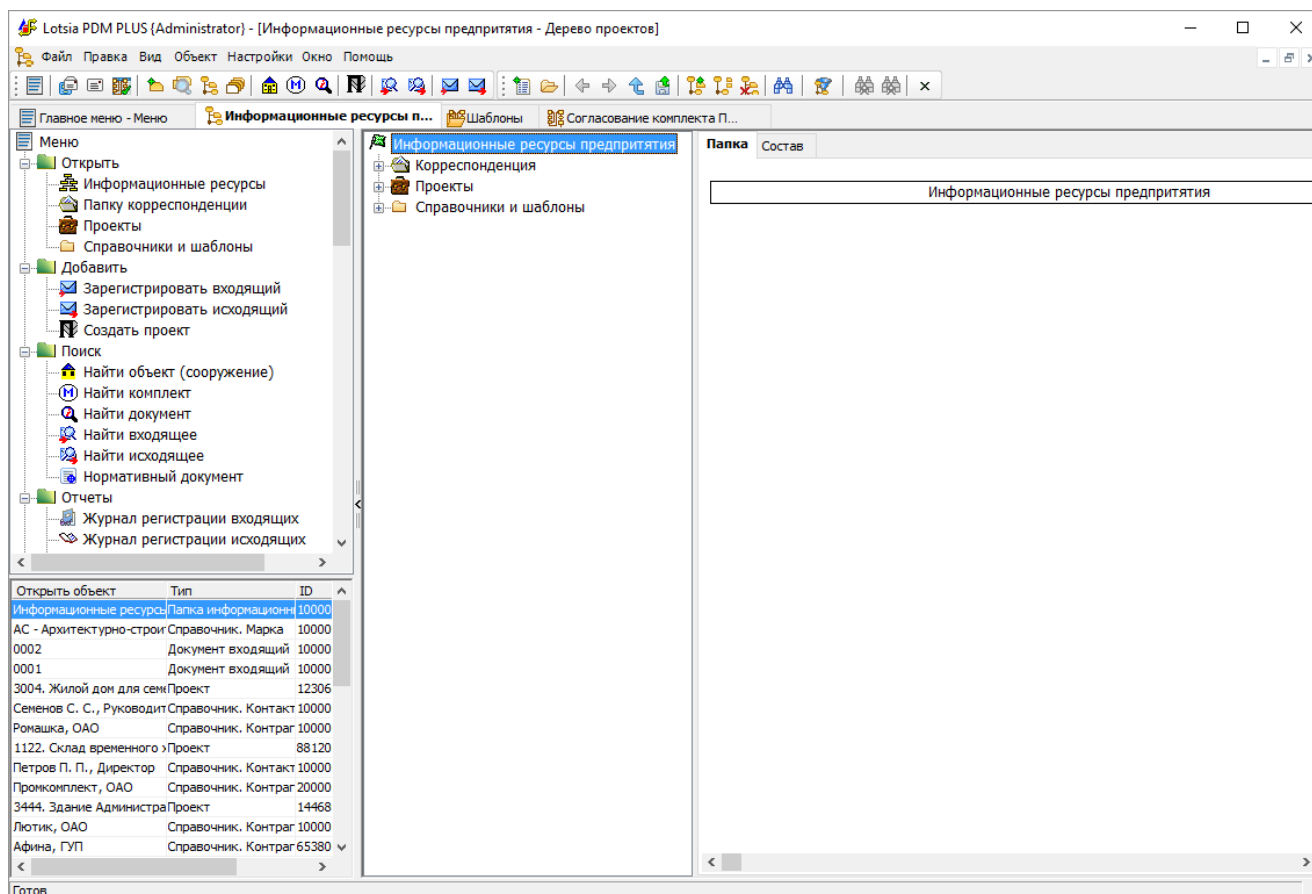 Lotsia PDM PLUS {Administrator} - [Информационные ресурсы предпритятия - Дерево проектов]
Файл Правка Вид Объект Настройки Окно Помощь
Главное меню - Меню
Информационные ресурсы п...
Шаблоны
Согласование комплекта П...
Меню
Открыть
Информационные ресурсы
Папку корреспонденции
Проекты
Справочники и шаблоны
Добавить
Зарегистрировать входящий
Зарегистрировать исходящий
Создать проект
Поиск
Найти объект (сооружение)
Найти комплект
Найти документ
Найти входящее
Найти исходящее
Нормативный документ
Отчеты
Журнал регистрации входящих
Журнал регистрации исходящих
Открыть объект Тип ID
Информационные ресурсы Папка информационн 10000
АС - Архитектурно-строит Справочник. Марка 10000
0002 Документ входящий 10000
0001 Документ входящий 10000
3004. Жилой дом для семе Проект 12306
Семенов С. С., Руководит Справочник. Контакт 10000
Ромашка, ОАО Справочник. Контраг 10000
1122. Склад временного х Проект 88120
Петров П. П., Директор Справочник. Контакт 10000
Промкомплект, ОАО Справочник. Контраг 20000
3444. Здание Администра Проект 14468
Лютик, ОАО Справочник. Контраг 10000
Афина, ГУП Справочник. Контраг 65380
Информационные ресурсы предпритятия
Корреспонденция
Проекты
Справочники и шаблоны
Папка Состав
Информационные ресурсы предпритятия
Готов